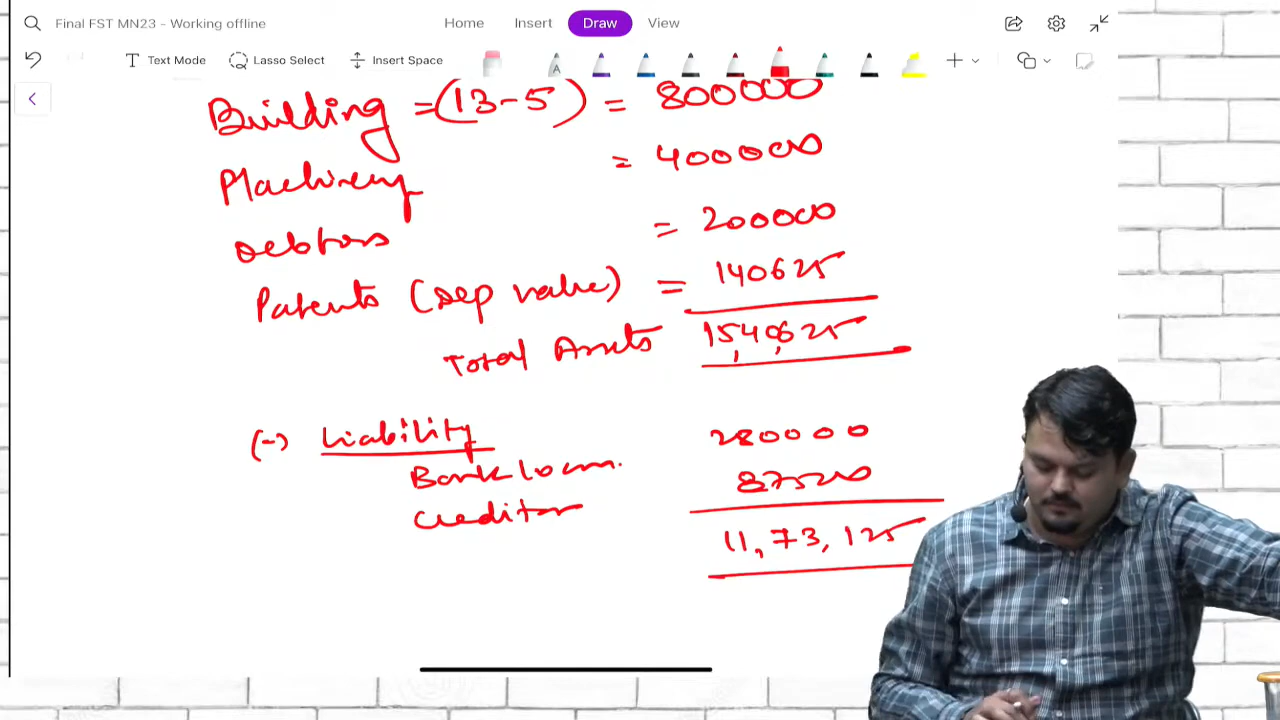 Final FST MN23 - Working offline
Home Insert Draw View
Text Mode Lasso Select Insert Space
Building = (13-5) = 800000
Machinery = 400000
Debtors = 200000
Patents (Dep value) = 140625
Total Assets 1540625
(-) Liability
Bank loan. 280000
Creditor 87500
11,73,125